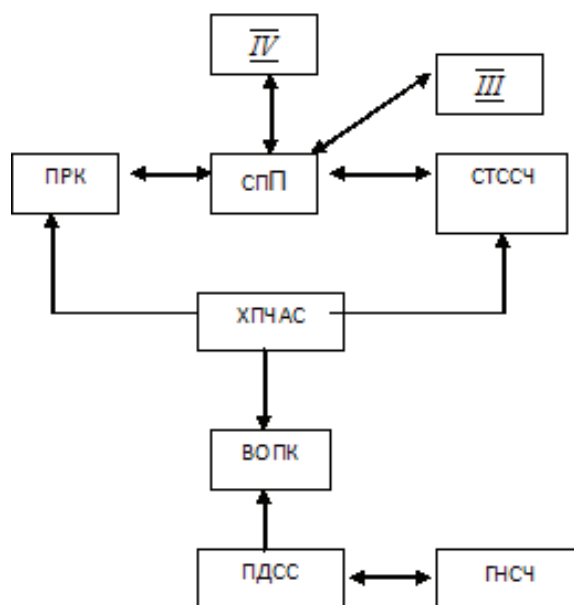 IV
III
ПРК
СПП
СТССЧ
ХПЧАС
ВОПК
ПДСС
ГНСЧ